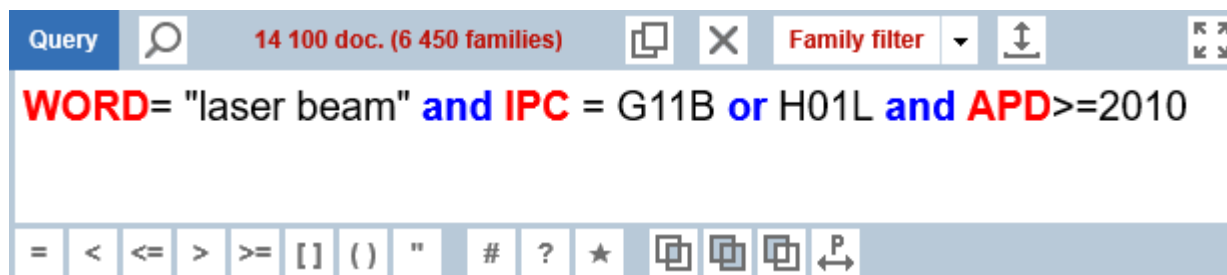 Query 14 100 doc. (6 450 families) Family filter
WORD= "laser beam" and IPC = G11B or H01L and APD>=2010
= < <= > >= [ ] ( ) " # ? ★ P